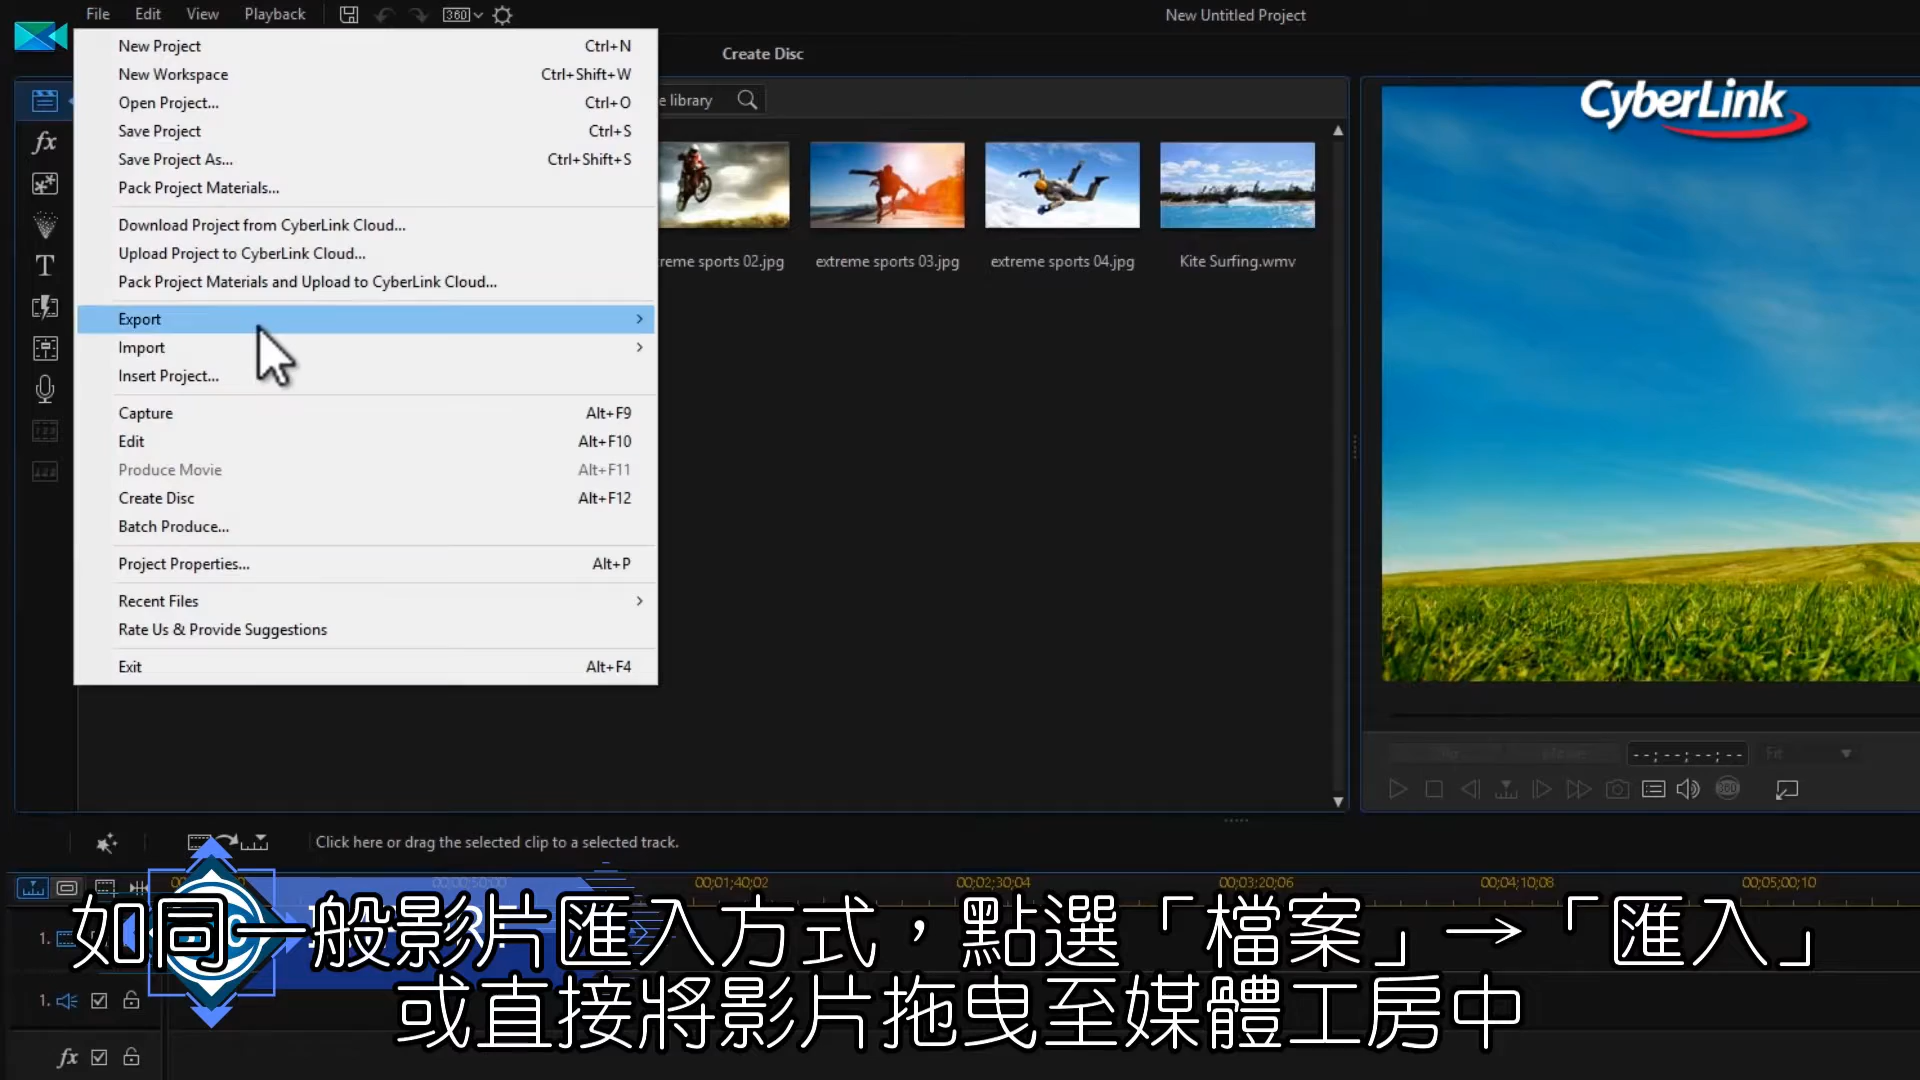 File Edit View Playback 360 New Untitled Project
Create Disc
New Project Ctrl+N
New Workspace Ctrl+Shift+W
Open Project... Ctrl+O
Save Project Ctrl+S
Save Project As... Ctrl+Shift+S
Pack Project Materials...
Download Project from CyberLink Cloud...
Upload Project to CyberLink Cloud...
Pack Project Materials and Upload to CyberLink Cloud...
Export
Import
Insert Project...
Capture Alt+F9
Edit Alt+F10
Produce Movie Alt+F11
Create Disc Alt+F12
Batch Produce...
Project Properties... Alt+P
Recent Files
Rate Us & Provide Suggestions
Exit Alt+F4
e library
reme sports 02.jpg extreme sports 03.jpg extreme sports 04.jpg Kite Surfing.wmv
CyberLink
--;--;--;-- Fit
Click here or drag the selected clip to a selected track.
00;01;40;02 00;02;30;04 00;03;20;06 00;04;10;08 00;05;00;10
1.
1.
fx
如同一般影片匯入方式，點選「檔案」→「匯入」
或直接將影片拖曳至媒體工房中